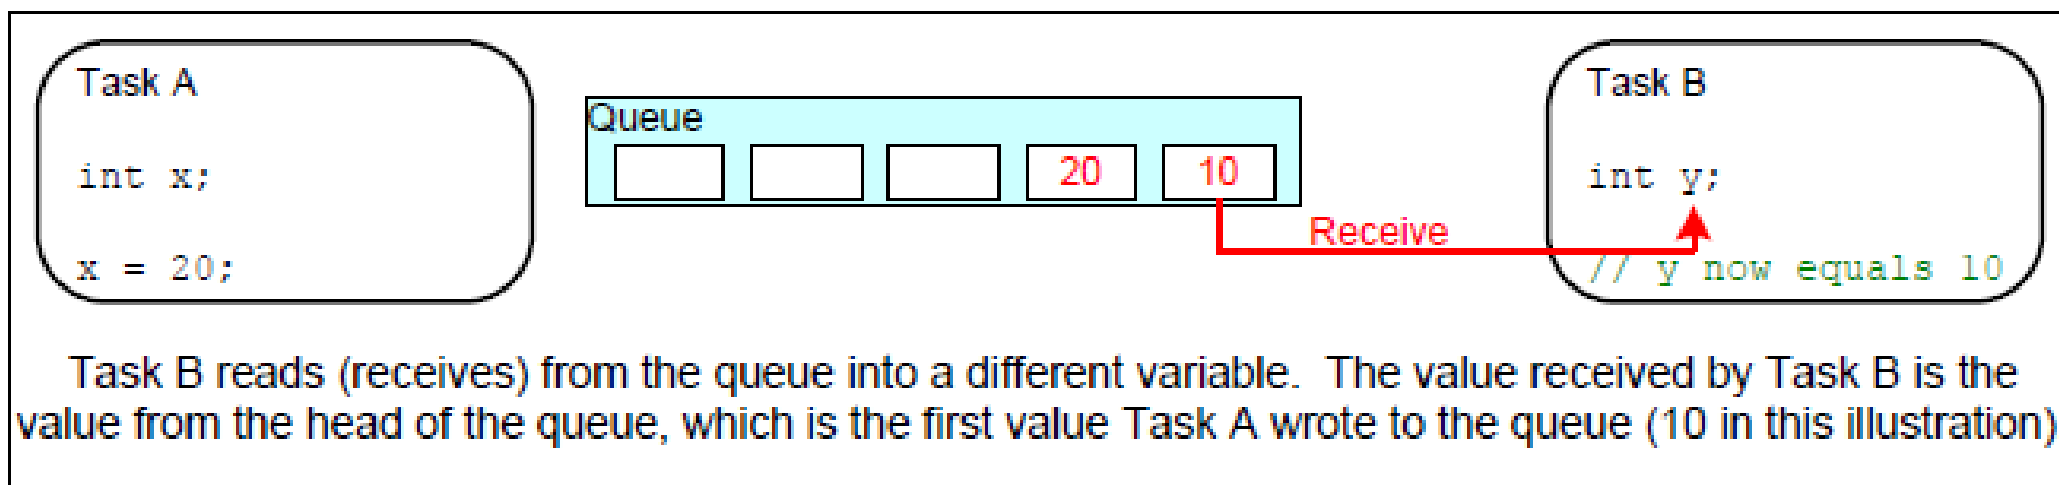 Task A
int x;
x = 20;
Queue
20
10
Receive
Task B
int y;
// y now equals 10
Task B reads (receives) from the queue into a different variable. The value received by Task B is the
value from the head of the queue, which is the first value Task A wrote to the queue (10 in this illustration)